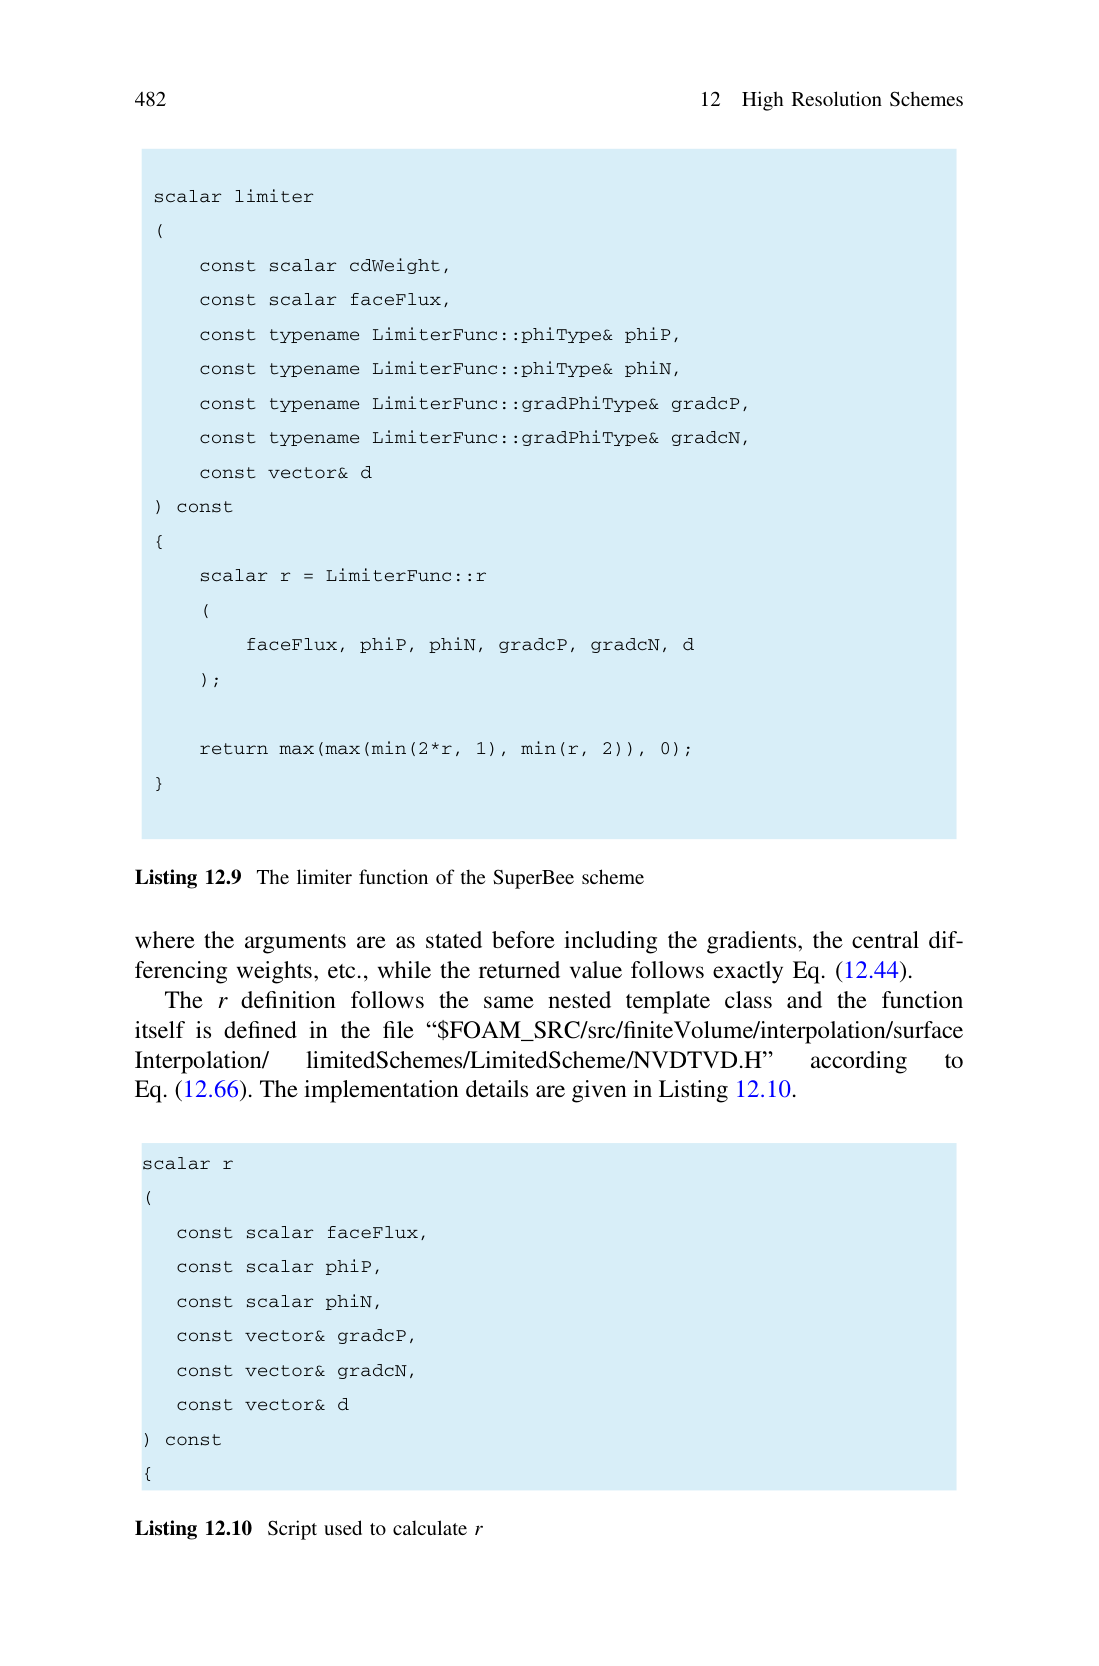 482
12 High Resolution Schemes
scalar limiter
(
    const scalar cdWeight,
    const scalar faceFlux,
    const typename LimiterFunc::phiType& phiP,
    const typename LimiterFunc::phiType& phiN,
    const typename LimiterFunc::gradPhiType& gradcP,
    const typename LimiterFunc::gradPhiType& gradcN,
    const vector& d
) const
{
    scalar r = LimiterFunc::r
    (
        faceFlux, phiP, phiN, gradcP, gradcN, d
    );
    return max(max(min(2*r, 1), min(r, 2)), 0);
}
Listing 12.9 The limiter function of the SuperBee scheme
where the arguments are as stated before including the gradients, the central dif-
ferencing weights, etc., while the returned value follows exactly Eq. (12.44).
The r definition follows the same nested template class and the function
itself is defined in the file “$FOAM_SRC/src/finiteVolume/interpolation/surface
Interpolation/ limitedSchemes/LimitedScheme/NVDTVD.H” according to
Eq. (12.66). The implementation details are given in Listing 12.10.
scalar r
(
   const scalar faceFlux,
   const scalar phiP,
   const scalar phiN,
   const vector& gradcP,
   const vector& gradcN,
   const vector& d
) const
{
Listing 12.10 Script used to calculate r